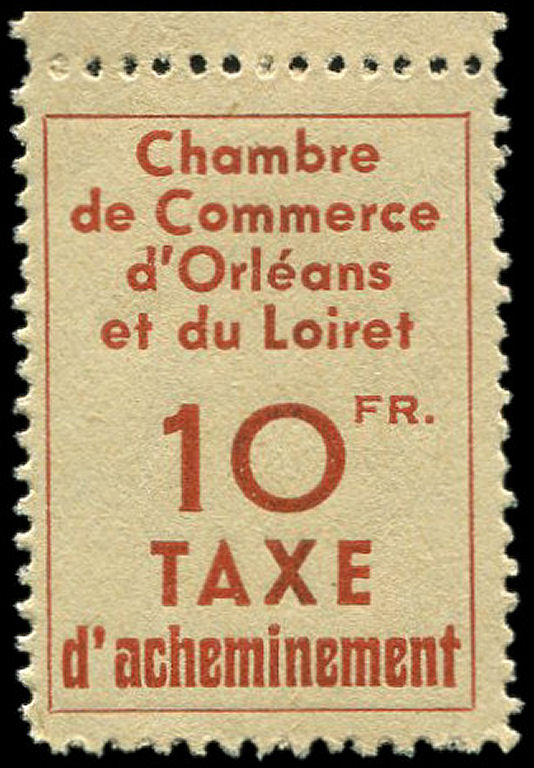 Chambre
de Commerce
d'Orléans
et du Loiret
10 FR.
TAXE
d'acheminement